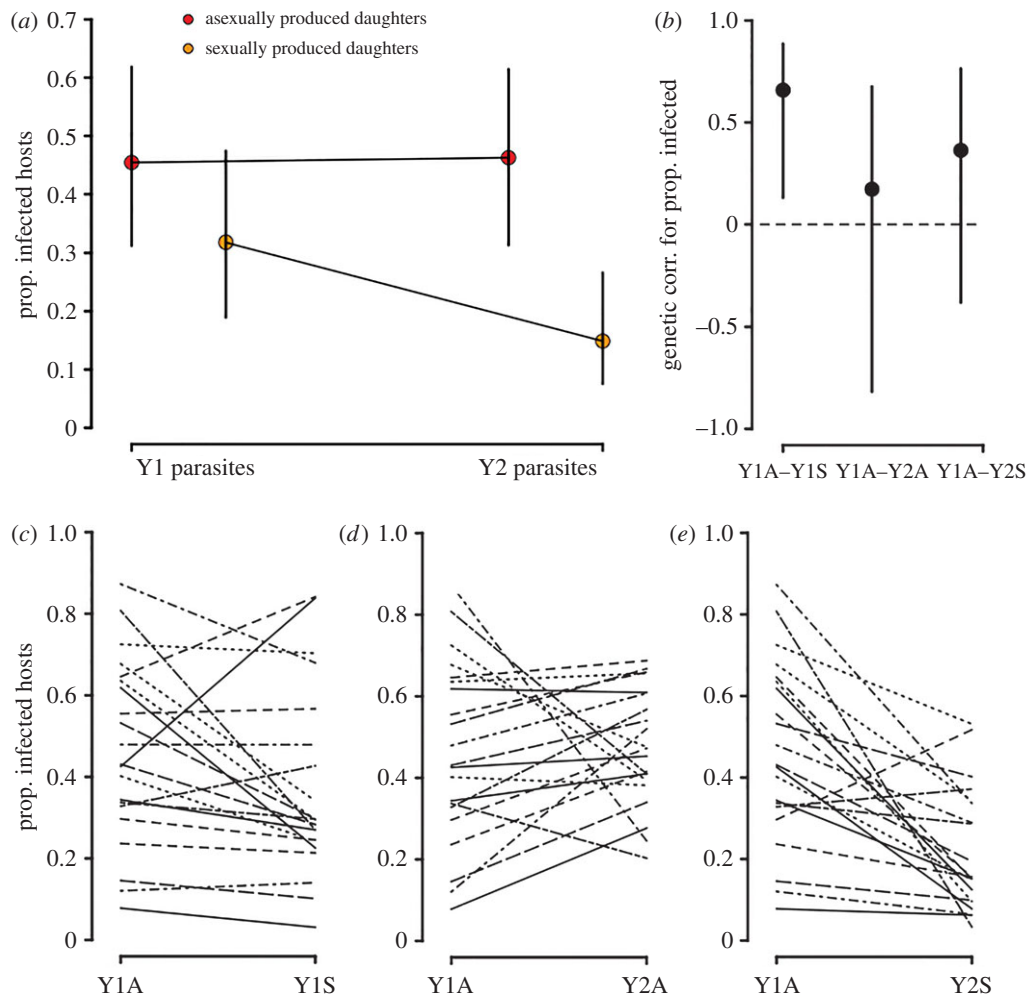 (a)
0.7
0.6
0.5
0.4
0.3
0.2
0.1
0
prop. infected hosts
asexually produced daughters
sexually produced daughters
Y1 parasites
Y2 parasites
(b)
1.0
0.5
0
–0.5
–1.0
genetic corr. for prop. infected
Y1A–Y1S
Y1A–Y2A
Y1A–Y2S
(c)
1.0
0.8
0.6
0.4
0.2
0
prop. infected hosts
Y1A
Y1S
(d)
1.0
0.8
0.6
0.4
0.2
0
Y1A
Y2A
(e)
1.0
0.8
0.6
0.4
0.2
0
Y1A
Y2S